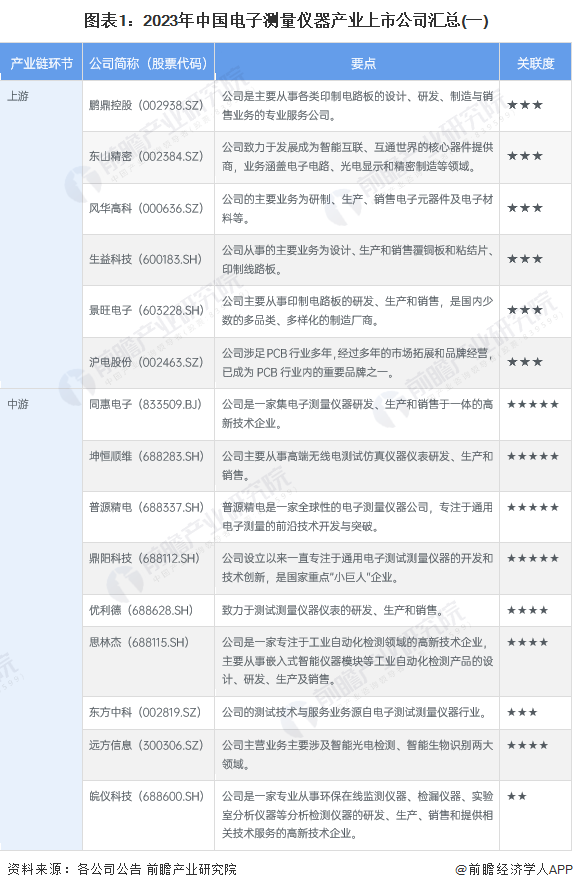 图表1：2023年中国电子测量仪器产业上市公司汇总(一)
产业链环节 公司简称（股票代码） 要点 关联度
上游
鹏鼎控股（002938.SZ） 公司是主要从事各类印制电路板的设计、研发、制造与销
售业务的专业服务公司。 ★★★
东山精密（002384.SZ） 公司致力于发展成为智能互联、互通世界的核心器件提供
商，业务涵盖电子电路、光电显示和精密制造等领域。 ★★★
风华高科（000636.SZ） 公司的主要业务为研制、生产、销售电子元器件及电子材
料等。 ★★★
生益科技（600183.SH） 公司从事的主要业务为设计、生产和销售覆铜板和粘结片、
印制线路板。 ★★★
景旺电子（603228.SH） 公司主要从事印制电路板的研发、生产和销售，是国内少
数的多品类、多样化的制造厂商。 ★★★
沪电股份（002463.SZ） 公司涉足PCB行业多年，经过多年的市场拓展和品牌经营，
已成为 PCB 行业内的重要品牌之一。 ★★★
中游
同惠电子（833509.BJ） 公司是一家集电子测量仪器研发、生产和销售于一体的高
新技术企业。 ★★★★★
坤恒顺维（688283.SH） 公司主要从事高端无线电测试仿真仪器仪表研发、生产和
销售。 ★★★★★
普源精电（688337.SH） 普源精电是一家全球性的电子测量仪器公司，专注于通用
电子测量的前沿技术开发与突破。 ★★★★★
鼎阳科技（688112.SH） 公司设立以来一直专注于通用电子测试测量仪器的开发和
技术创新，是国家重点“小巨人”企业。 ★★★★★
优利德（688628.SH） 致力于测试测量仪器仪表的研发、生产和销售。 ★★★★
思林杰（688115.SH） 公司是一家专注于工业自动化检测领域的高新技术企业，
主要从事嵌入式智能仪器模块等工业自动化检测产品的设
计、研发、生产及销售。 ★★★★
东方中科（002819.SZ） 公司的测试技术与服务业务源自电子测试测量仪器行业。 ★★★
远方信息（300306.SZ） 公司主营业务主要涉及智能光电检测、智能生物识别两大
领域。 ★★★★
皖仪科技（688600.SH） 公司是一家专业从事环保在线监测仪器、检漏仪器、实验
室分析仪器等分析检测仪器的研发、生产、销售和提供相
关技术服务的高新技术企业。 ★★
资料来源：各公司公告 前瞻产业研究院
@前瞻经济学人APP
前瞻产业研究院